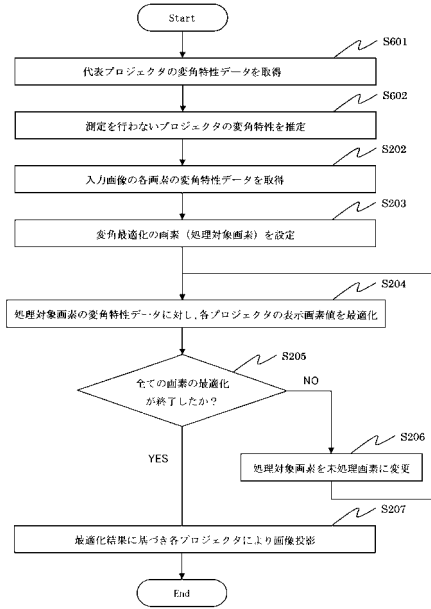 Start
S601
代表プロジェクタの変角特性データを取得
S602
測定を行わないプロジェクタの変角特性を推定
S202
入力画像の各画素の変角特性データを取得
S203
変角最適化の画素（処理対象画素）を設定
S204
処理対象画素の変角特性データに対し、各プロジェクタの表示画素値を最適化
S205
全ての画素の最適化
が終了したか？
NO
YES
S206
処理対象画素を未処理画素に変更
S207
最適化結果に基づき各プロジェクタにより画像投影
End